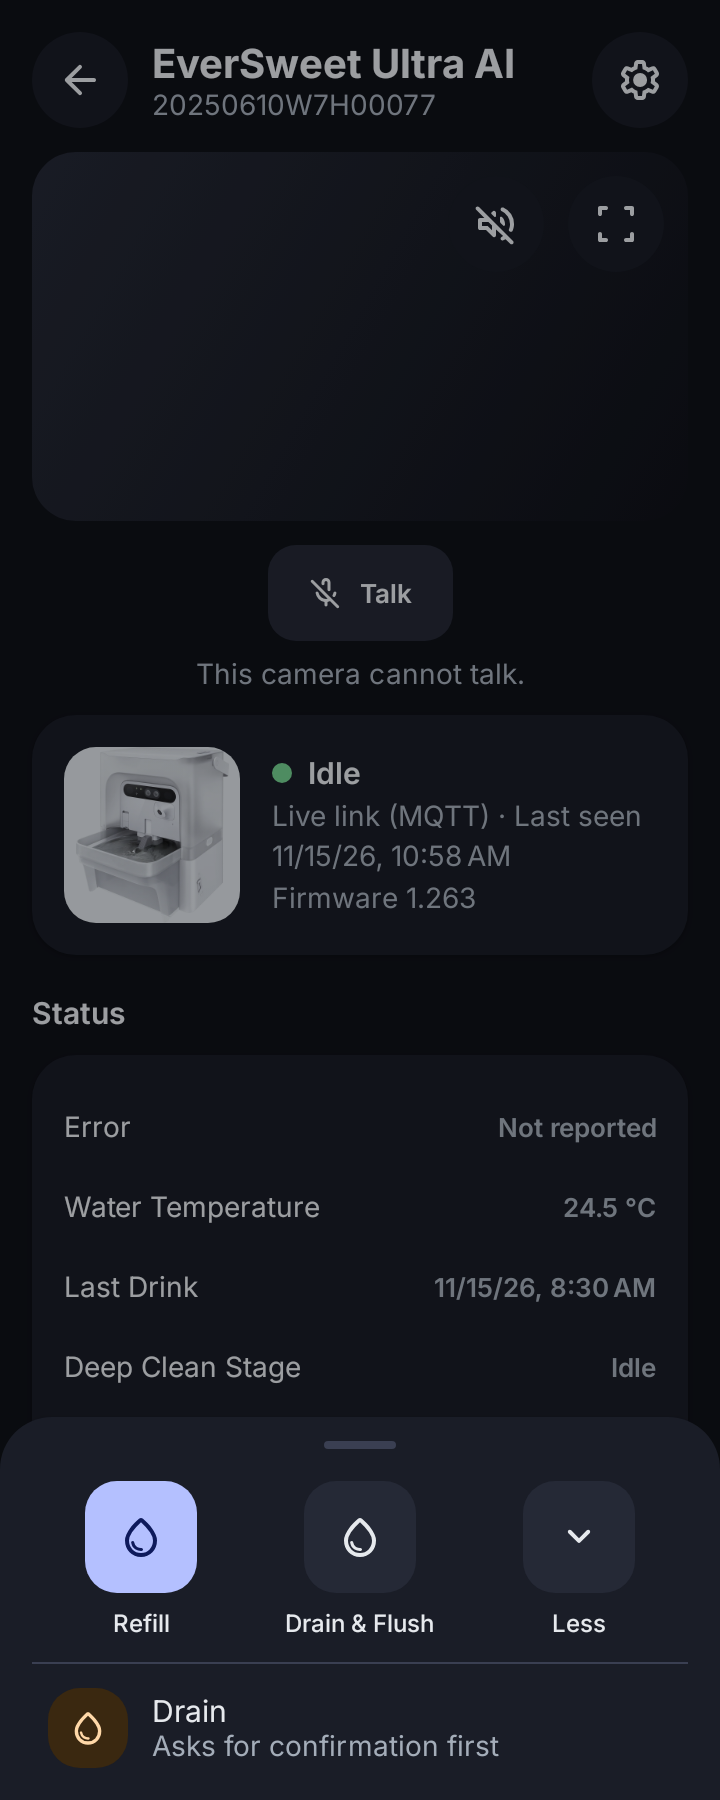 EverSweet Ultra AI
20250610W7H00077
Talk
This camera cannot talk.
Idle
Live link (MQTT) · Last seen
11/15/26, 10:58 AM
Firmware 1.263
Status
Error
Not reported
Water Temperature
24.5 °C
Last Drink
11/15/26, 8:30 AM
Deep Clean Stage
Idle
Refill
Drain & Flush
Less
Drain
Asks for confirmation first